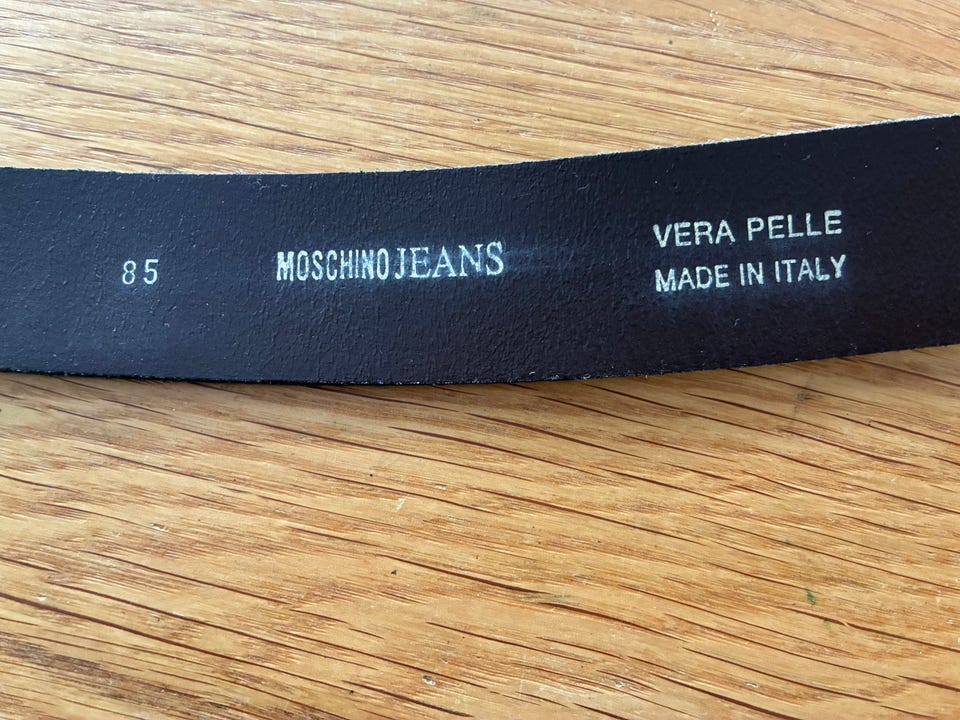 85
MOSCHINO JEANS
VERA PELLE
MADE IN ITALY